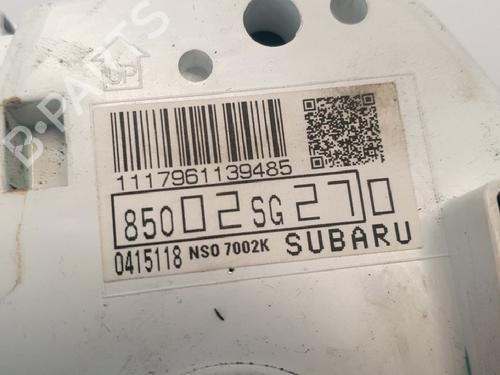 UP
B-PARTS
1117961139485
85002SG270
0415118 NS0 7002K SUBARU